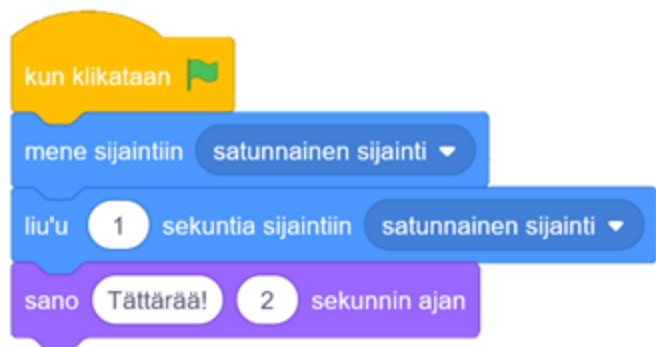 kun klikataan
mene sijaintiin satunnainen sijainti
liu'u 1 sekuntia sijaintiin satunnainen sijainti
sano Tättärää! 2 sekunnin ajan